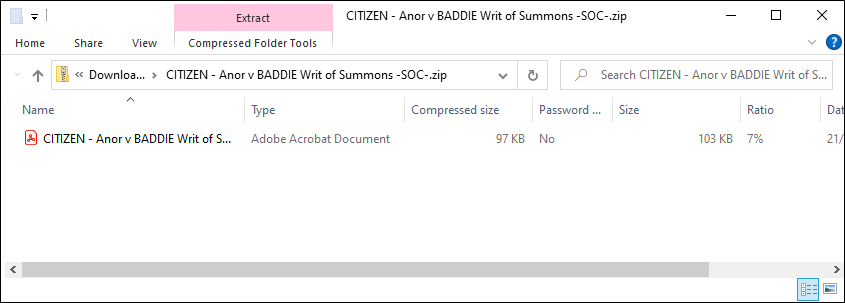 Extract
CITIZEN - Anor v BADDIE Writ of Summons -SOC-.zip
Home
Share
View
Compressed Folder Tools
« Downloa... > CITIZEN - Anor v BADDIE Writ of Summons -SOC-.zip
Search CITIZEN - Anor v BADDIE Writ of S...
Name Type Compressed size Password ... Size Ratio Dat
CITIZEN - Anor v BADDIE Writ of S... Adobe Acrobat Document 97 KB No 103 KB 7% 21/